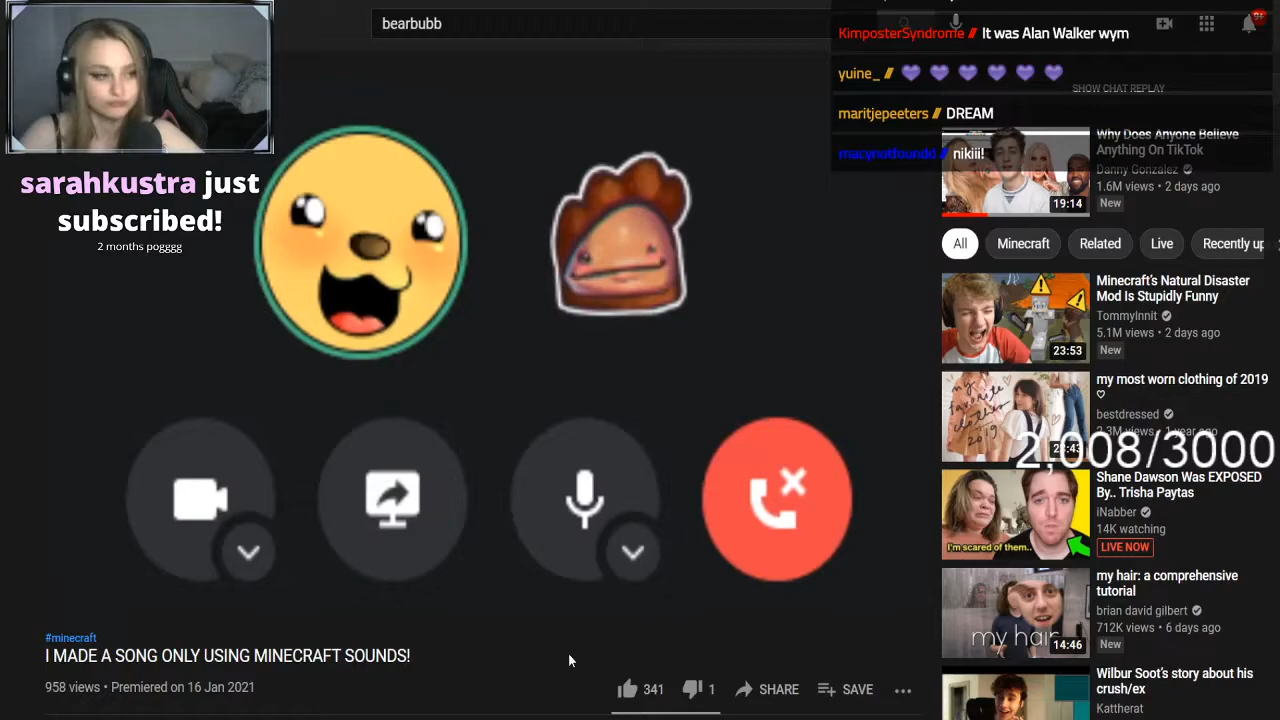 bearbubb
KimposterSyndrome // It was Alan Walker wym
yuine_ // 💜 💜 💜 💜 💜 💜
SHOW CHAT REPLAY
maritjepeeters // DREAM
macynotfoundd // nikiii!
sarahkustra just
subscribed!
2 months pogggg
Why Does Anyone Believe
Anything On TikTok
Danny Gonzalez
1.6M views • 2 days ago
New
19:14
All
Minecraft
Related
Live
Recently up
Minecraft's Natural Disaster
Mod Is Stupidly Funny
TommyInnit
5.1M views • 2 days ago
New
23:53
my most worn clothing of 2019
♡
bestdressed
my favorite clothes 2019
2,008/3000
Shane Dawson Was EXPOSED
By.. Trisha Paytas
iNabber
14K watching
LIVE NOW
I'm scared of them..
my hair: a comprehensive
tutorial
brian david gilbert
712K views • 6 days ago
New
my hair
14:46
Wilbur Soot's story about his
crush/ex
Kattherat
#minecraft
I MADE A SONG ONLY USING MINECRAFT SOUNDS!
958 views • Premiered on 16 Jan 2021
341
1
SHARE
SAVE